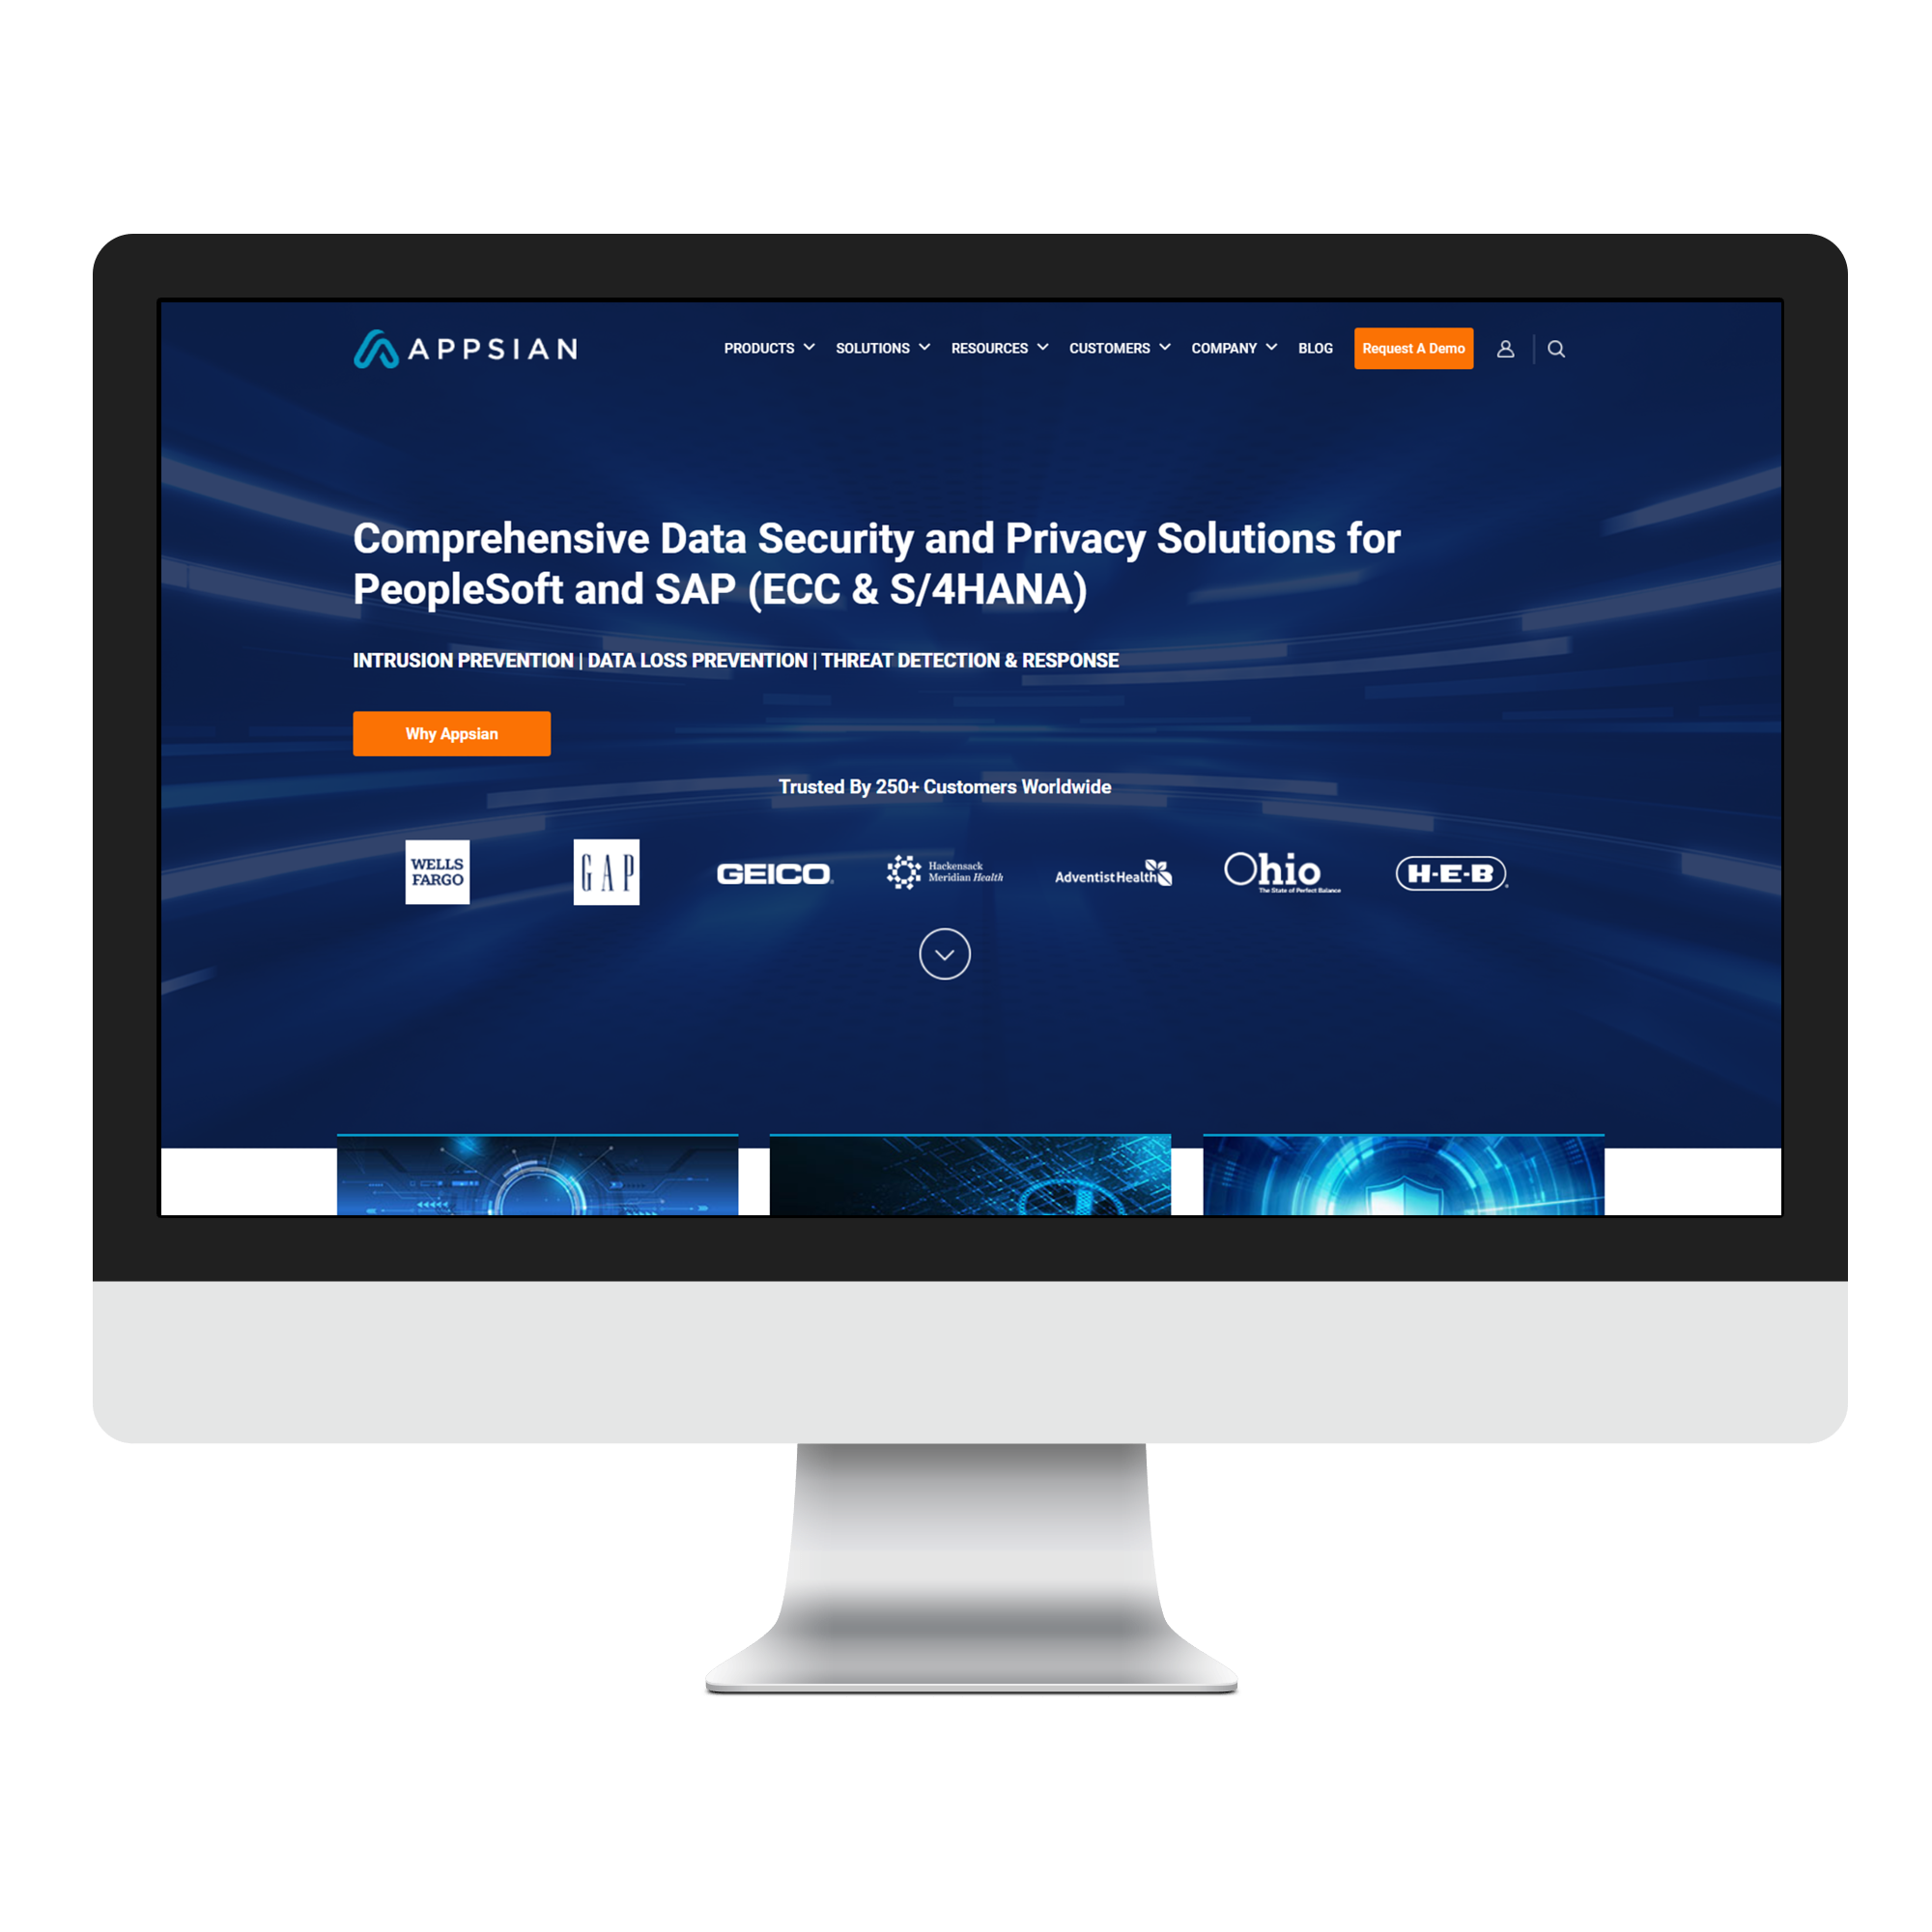 APPSIAN
PRODUCTS SOLUTIONS RESOURCES CUSTOMERS COMPANY BLOG Request A Demo
Comprehensive Data Security and Privacy Solutions for
PeopleSoft and SAP (ECC & S/4HANA)
INTRUSION PREVENTION | DATA LOSS PREVENTION | THREAT DETECTION & RESPONSE
Why Appsian
Trusted By 250+ Customers Worldwide
WELLS
FARGO
GAP
GEICO
Hackensack
Meridian Health
Adventist Health
Ohio
The State of Perfect Balance
H-E-B